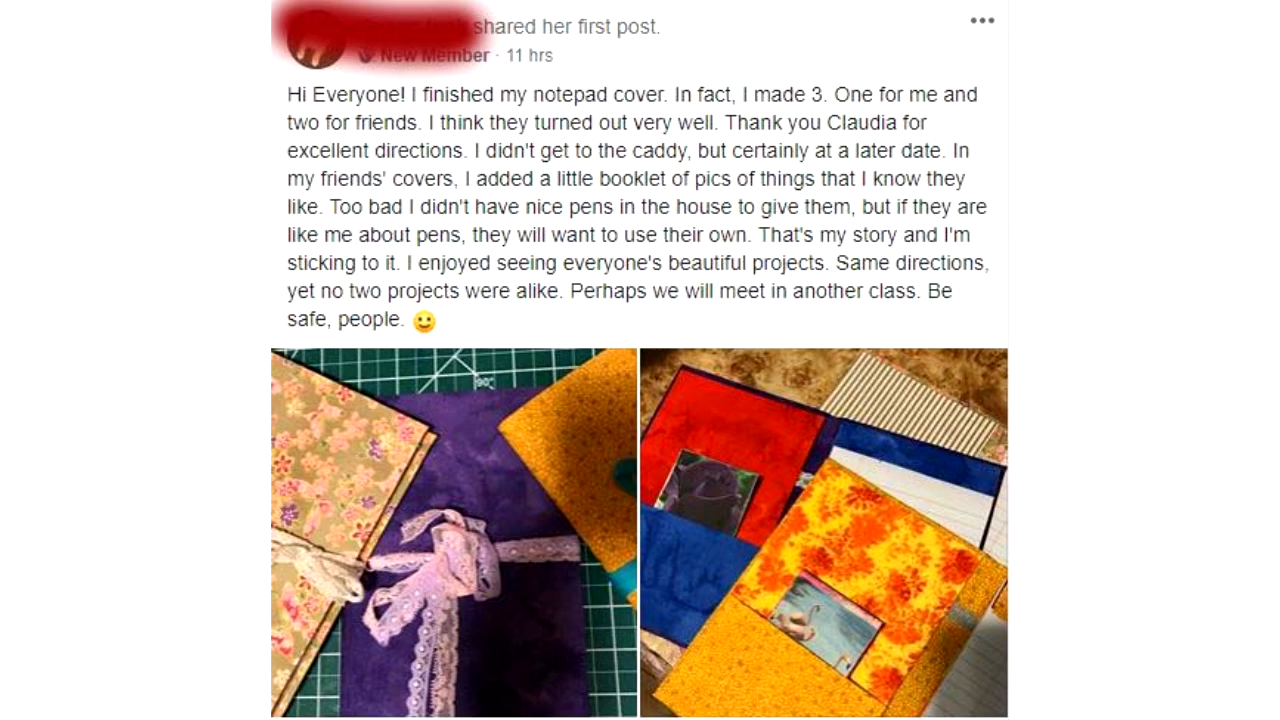 shared her first post.
New Member · 11 hrs
Hi Everyone! I finished my notepad cover. In fact, I made 3. One for me and
two for friends. I think they turned out very well. Thank you Claudia for
excellent directions. I didn't get to the caddy, but certainly at a later date. In
my friends' covers, I added a little booklet of pics of things that I know they
like. Too bad I didn't have nice pens in the house to give them, but if they are
like me about pens, they will want to use their own. That's my story and I'm
sticking to it. I enjoyed seeing everyone's beautiful projects. Same directions,
yet no two projects were alike. Perhaps we will meet in another class. Be
safe, people. 🙂
90°